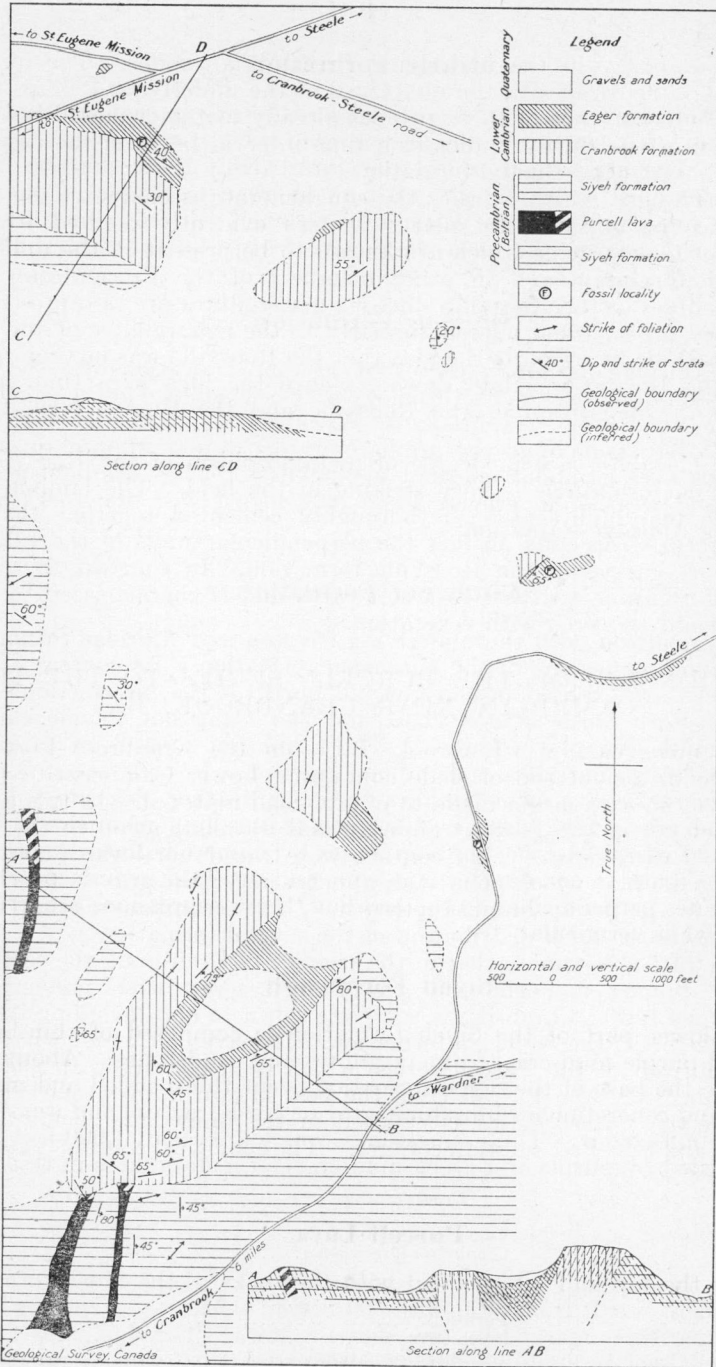 to St Eugene Mission
D
to Steele
to St Eugene Mission
to Cranbrook-Steele road
40°
30°
55°
20°
C
C
D
Section along line CD
Legend
Quaternary
Gravels and sands
Lower Cambrian
Eager formation
Cranbrook formation
Precambrian (Beltian)
Siyeh formation
Purcell lava
Siyeh formation
F
Fossil locality
Strike of foliation
40°
Dip and strike of strata
Geological boundary (observed)
Geological boundary (inferred)
F
65°
60°
30°
to Steele
True North
A
F
Horizontal and vertical scale
500 0 500 1000 feet
75°
80°
65°
65°
60°
45°
to Wardner
B
60°
65°
60°
65°
50°
80°
45°
45°
6 miles
to Cranbrook
A
B
Geological Survey, Canada
Section along line AB